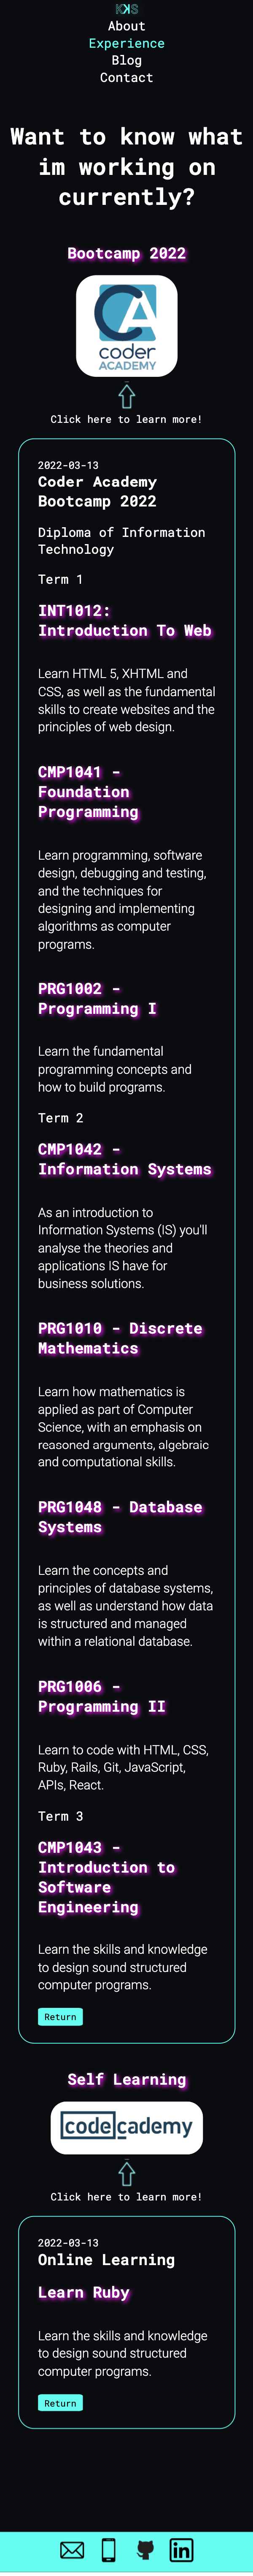 KKS
About
Experience
Blog
Contact
Want to know what
im working on
currently?
Bootcamp 2022
CA
coder
ACADEMY
Click here to learn more!
2022-03-13
Coder Academy
Bootcamp 2022
Diploma of Information
Technology
Term 1
INT1012:
Introduction To Web
Learn HTML 5, XHTML and
CSS, as well as the fundamental
skills to create websites and the
principles of web design.
CMP1041 -
Foundation
Programming
Learn programming, software
design, debugging and testing,
and the techniques for
designing and implementing
algorithms as computer
programs.
PRG1002 -
Programming I
Learn the fundamental
programming concepts and
how to build programs.
Term 2
CMP1042 -
Information Systems
As an introduction to
Information Systems (IS) you'll
analyse the theories and
applications IS have for
business solutions.
PRG1010 - Discrete
Mathematics
Learn how mathematics is
applied as part of Computer
Science, with an emphasis on
reasoned arguments, algebraic
and computational skills.
PRG1048 - Database
Systems
Learn the concepts and
principles of database systems,
as well as understand how data
is structured and managed
within a relational database.
PRG1006 -
Programming II
Learn to code with HTML, CSS,
Ruby, Rails, Git, JavaScript,
APIs, React.
Term 3
CMP1043 -
Introduction to
Software
Engineering
Learn the skills and knowledge
to design sound structured
computer programs.
Return
Self Learning
codecademy
Click here to learn more!
2022-03-13
Online Learning
Learn Ruby
Learn the skills and knowledge
to design sound structured
computer programs.
Return
in